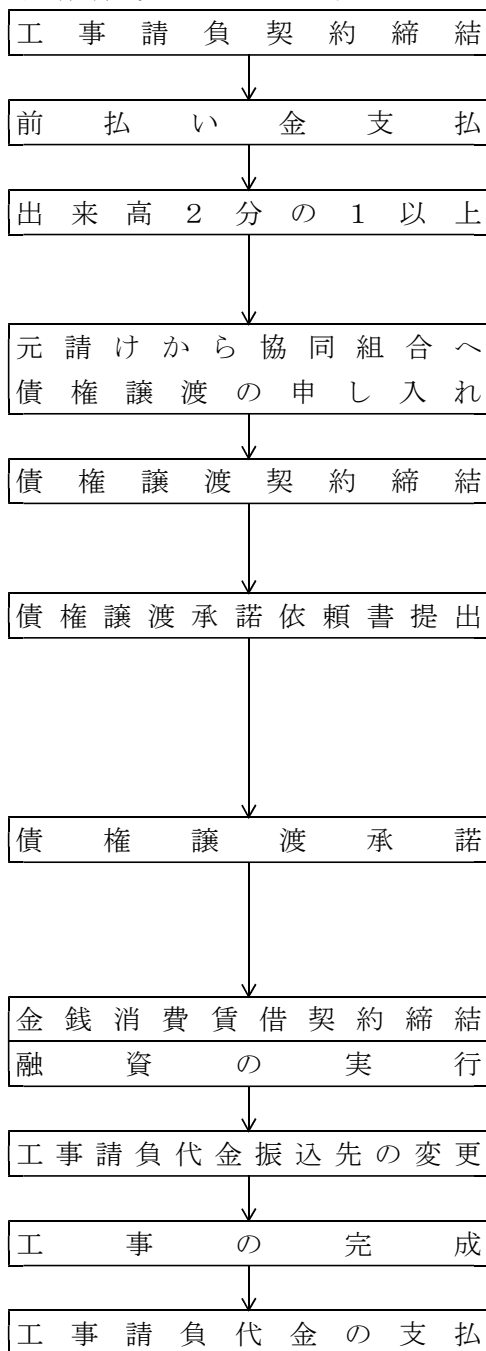 工事請負契約締結
前払い金支払
出来高２分の１以上
元請けから協同組合へ
債権譲渡の申し入れ
債権譲渡契約締結
債権譲渡承諾依頼書提出
債権譲渡承諾
金銭消費賃借契約締結
融資の実行
工事請負代金振込先の変更
工事の完成
工事請負代金の支払